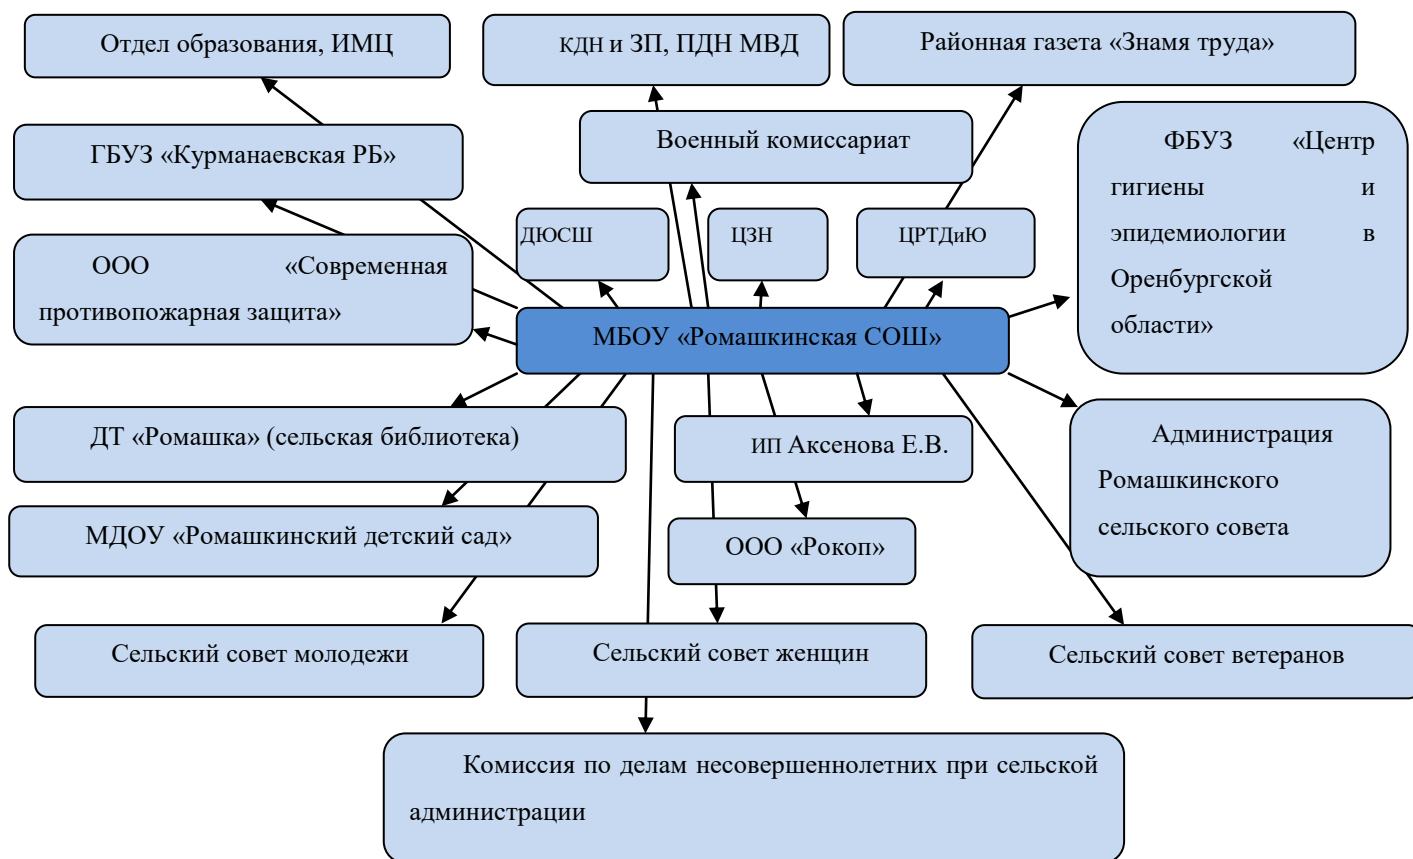 Отдел образования, ИМЦ
КДН и ЗП, ПДН МВД
Районная газета «Знамя труда»
ГБУЗ «Курманаевская РБ»
Военный комиссариат
ФБУЗ «Центр
гигиены и
эпидемиологии в
Оренбургской
области»
ДЮСШ
ЦЗН
ЦРТДиЮ
ООО «Современная
противопожарная защита»
МБОУ «Ромашкинская СОШ»
ДТ «Ромашка» (сельская библиотека)
ИП Аксенова Е.В.
Администрация
Ромашкинского
сельского совета
МДОУ «Ромашкинский детский сад»
ООО «Рокоп»
Сельский совет молодежи
Сельский совет женщин
Сельский совет ветеранов
Комиссия по делам несовершеннолетних при сельской
администрации